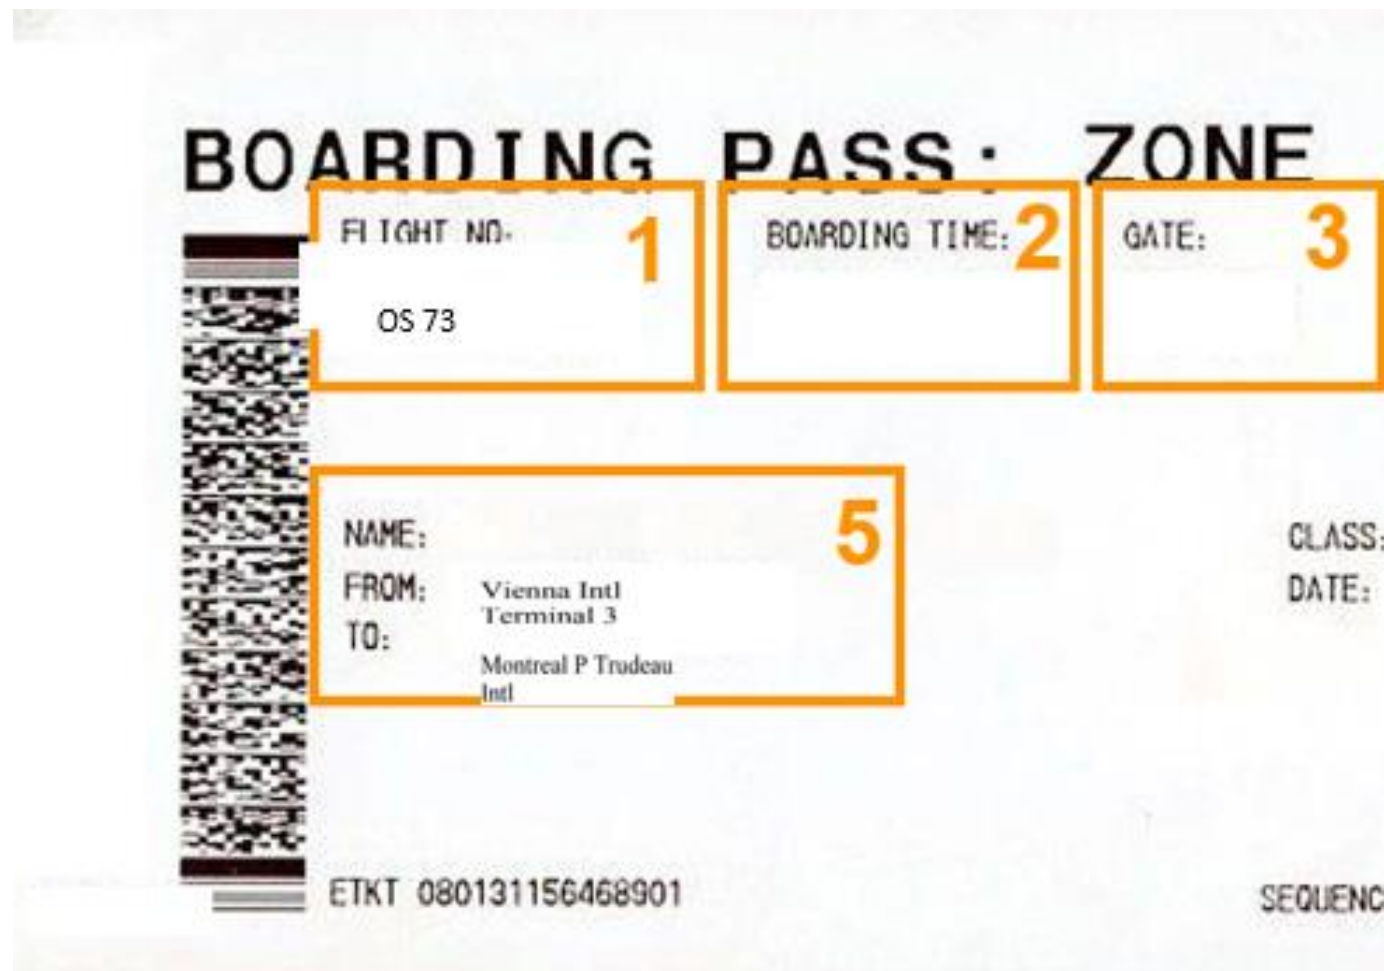 BOARDING PASS: ZONE
FLIGHT NO. 1
BOARDING TIME: 2
GATE: 3
OS 73
5
NAME:
FROM: Vienna Intl
Terminal 3
TO:
Montreal P Trudeau
Intl
CLASS:
DATE:
ETKT 080131156468901
SEQUENC